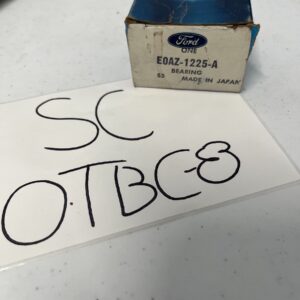 Ford
ONE
E0AZ-1225-A
BEARING
63 MADE IN JAPAN
SC
OTBC-8